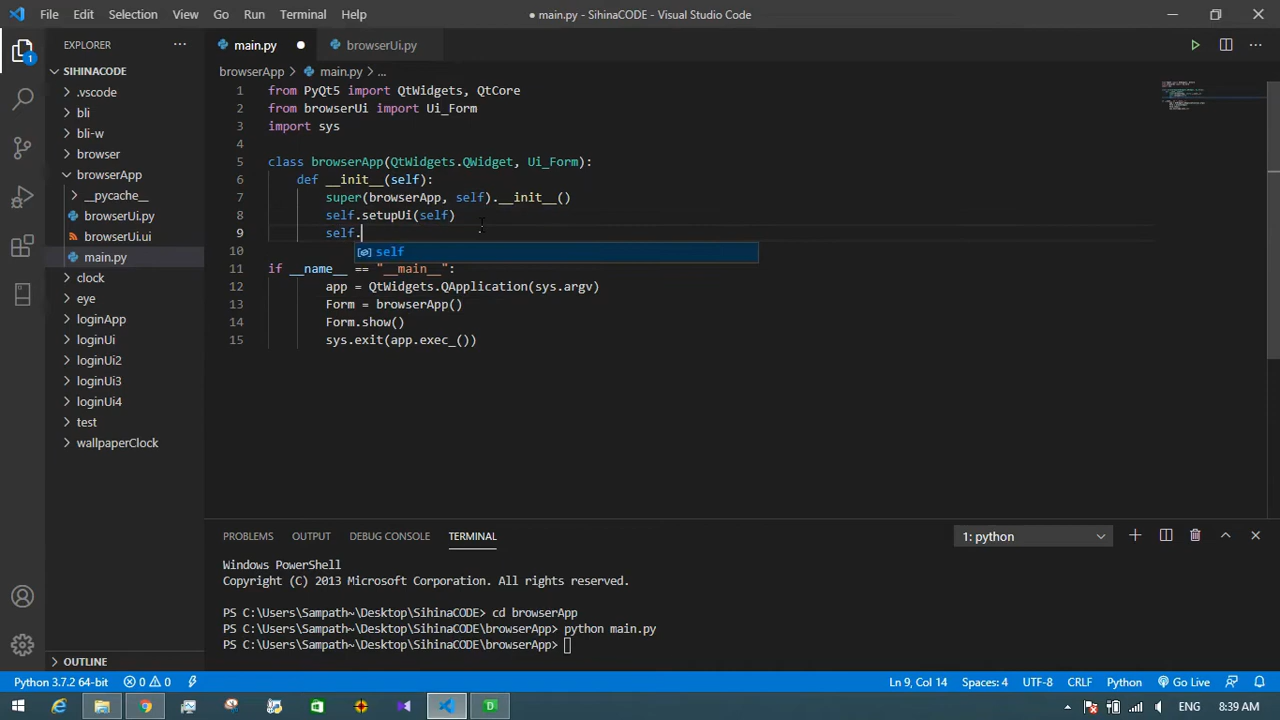 File Edit Selection View Go Run Terminal Help
● main.py - SihinaCODE - Visual Studio Code
EXPLORER
main.py
browserUi.py
SIHINACODE
browserApp > main.py > ...
.vscode
bli
bli-w
browser
browserApp
__pycache__
browserUi.py
browserUi.ui
main.py
clock
eye
loginApp
loginUi
loginUi2
loginUi3
loginUi4
test
wallpaperClock
OUTLINE
1 from PyQt5 import QtWidgets, QtCore
2 from browserUi import Ui_Form
3 import sys
4
5 class browserApp(QtWidgets.QWidget, Ui_Form):
6 def __init__(self):
7 super(browserApp, self).__init__()
8 self.setupUi(self)
9 self.
self
10
11 if __name__ == "__main__":
12 app = QtWidgets.QApplication(sys.argv)
13 Form = browserApp()
14 Form.show()
15 sys.exit(app.exec_())
PROBLEMS OUTPUT DEBUG CONSOLE TERMINAL
1: python
Windows PowerShell
Copyright (C) 2013 Microsoft Corporation. All rights reserved.
PS C:\Users\Sampath~\Desktop\SihinaCODE> cd browserApp
PS C:\Users\Sampath~\Desktop\SihinaCODE\browserApp> python main.py
PS C:\Users\Sampath~\Desktop\SihinaCODE\browserApp>
Python 3.7.2 64-bit 0 0 Ln 9, Col 14 Spaces: 4 UTF-8 CRLF Python Go Live
ENG 8:39 AM